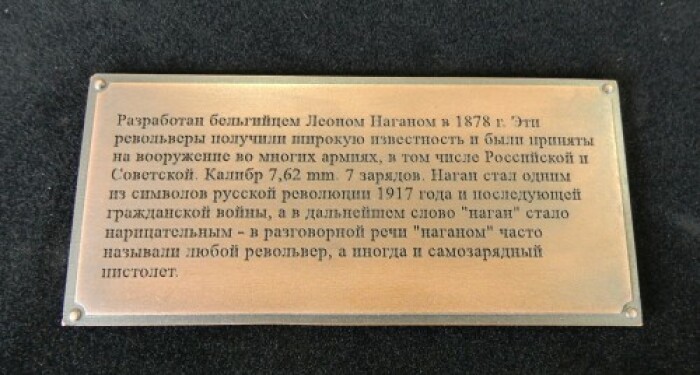 Разработан бельгийцем Леоном Наганом в 1878 г. Эти
револьверы получили широкую известность и были приняты
на вооружение во многих армиях, в том числе Российской и
Советской. Калибр 7,62 mm. 7 зарядов. Наган стал одним
из символов русской революции 1917 года и последующей
гражданской войны, а в дальнейшем слово "наган" стало
нарицательным - в разговорной речи "наганом" часто
называли любой револьвер, а иногда и самозарядный
пистолет.